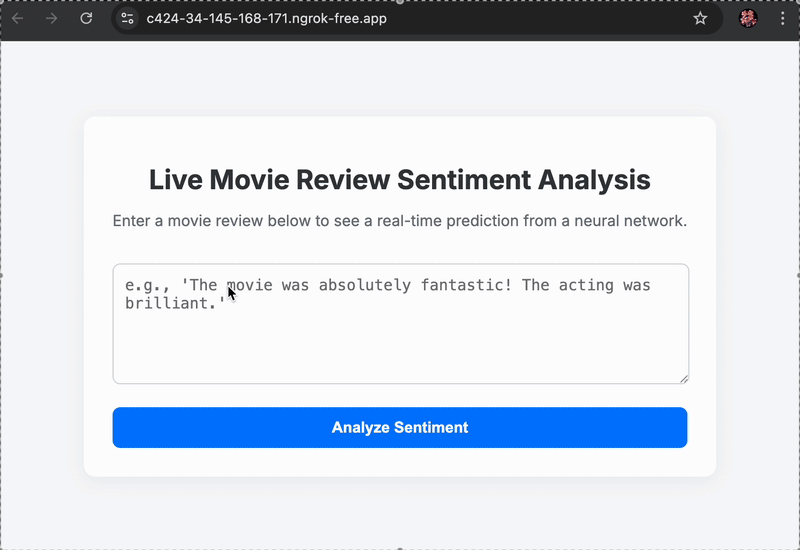 c424-34-145-168-171.ngrok-free.app
Live Movie Review Sentiment Analysis
Enter a movie review below to see a real-time prediction from a neural network.
e.g., 'The movie was absolutely fantastic! The acting was
brilliant.'
Analyze Sentiment